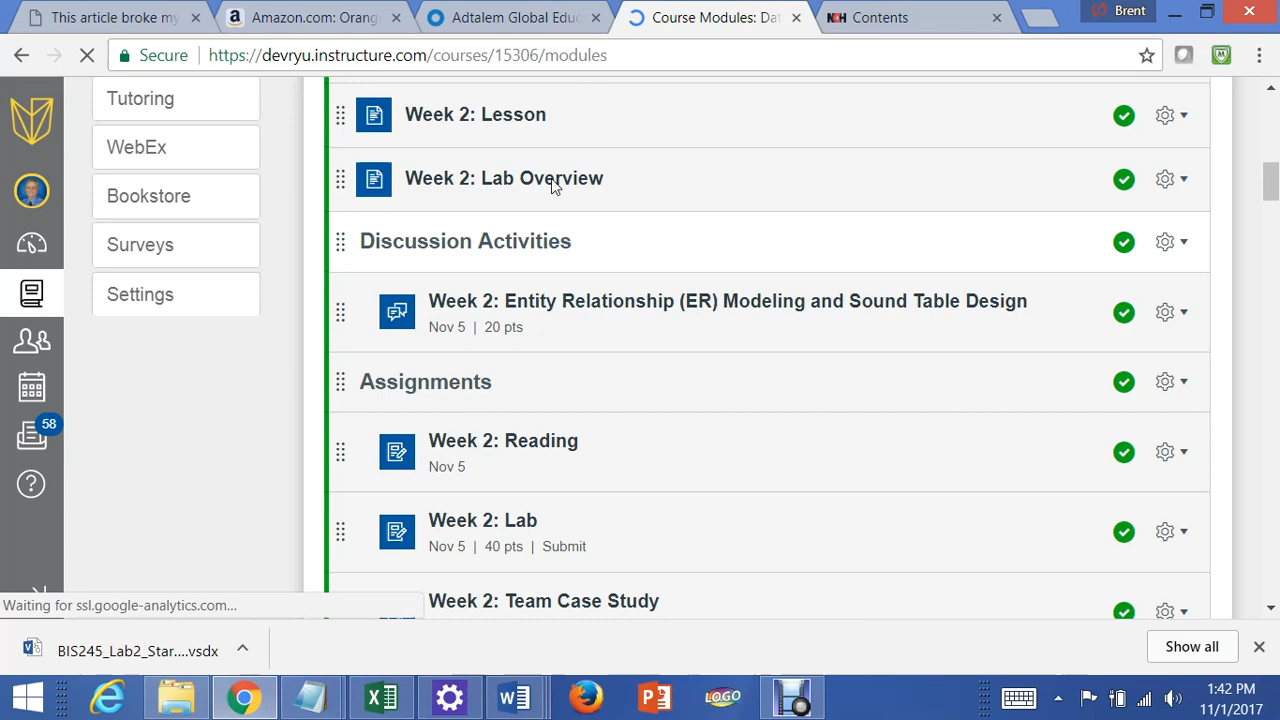 This article broke my
Amazon.com: Orang
Adtalem Global Educ
Course Modules: Dat
NCH Contents
Brent
Secure https://devryu.instructure.com/courses/15306/modules
Tutoring
WebEx
Bookstore
Surveys
Settings
58
Week 2: Lesson
Week 2: Lab Overview
Discussion Activities
Week 2: Entity Relationship (ER) Modeling and Sound Table Design
Nov 5 | 20 pts
Assignments
Week 2: Reading
Nov 5
Week 2: Lab
Nov 5 | 40 pts | Submit
Week 2: Team Case Study
Waiting for ssl.google-analytics.com...
BIS245_Lab2_Star....vsdx
Show all
LOGO
1:42 PM
11/1/2017